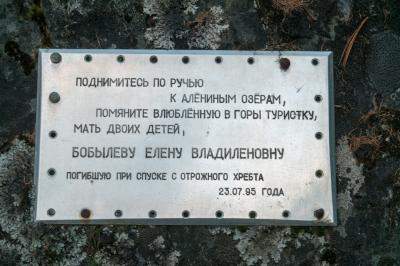 ПОДНИМИТЕСЬ ПО РУЧЬЮ
К АЛЁНИНЫМ ОЗЁРАМ,
ПОМЯНИТЕ ВЛЮБЛЁННУЮ В ГОРЫ ТУРИСТКУ,
МАТЬ ДВОИХ ДЕТЕЙ,
БОБЫЛЕВУ ЕЛЕНУ ВЛАДИЛЕНОВНУ
ПОГИБШУЮ ПРИ СПУСКЕ С ОТРОЖНОГО ХРЕБТА
23.07.95 ГОДА